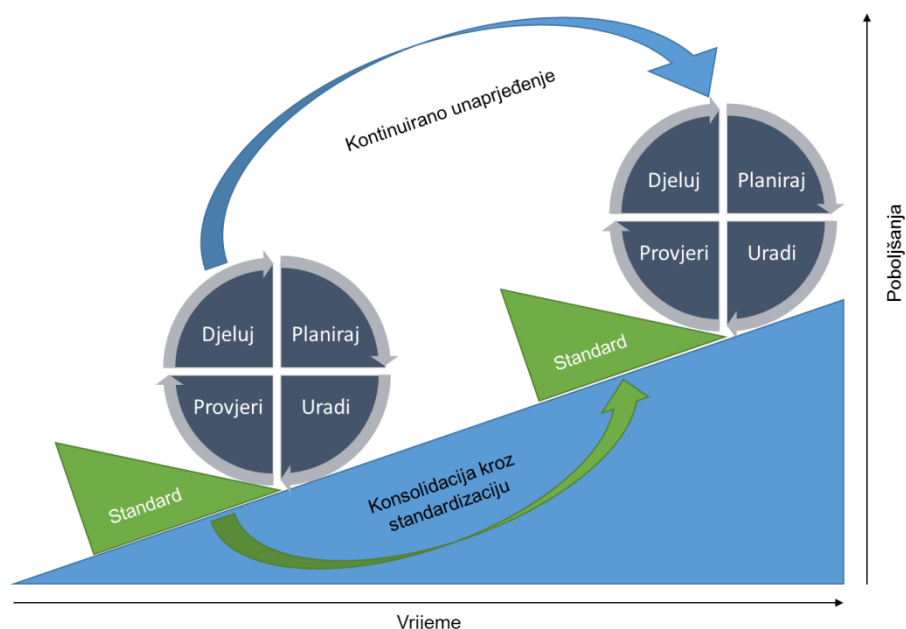 Kontinuirano unaprjeđenje
Djeluj
Planiraj
Provjeri
Uradi
Standard
Djeluj
Planiraj
Provjeri
Uradi
Standard
Konsolidacija kroz
standardizaciju
Poboljšanja
Vrijeme